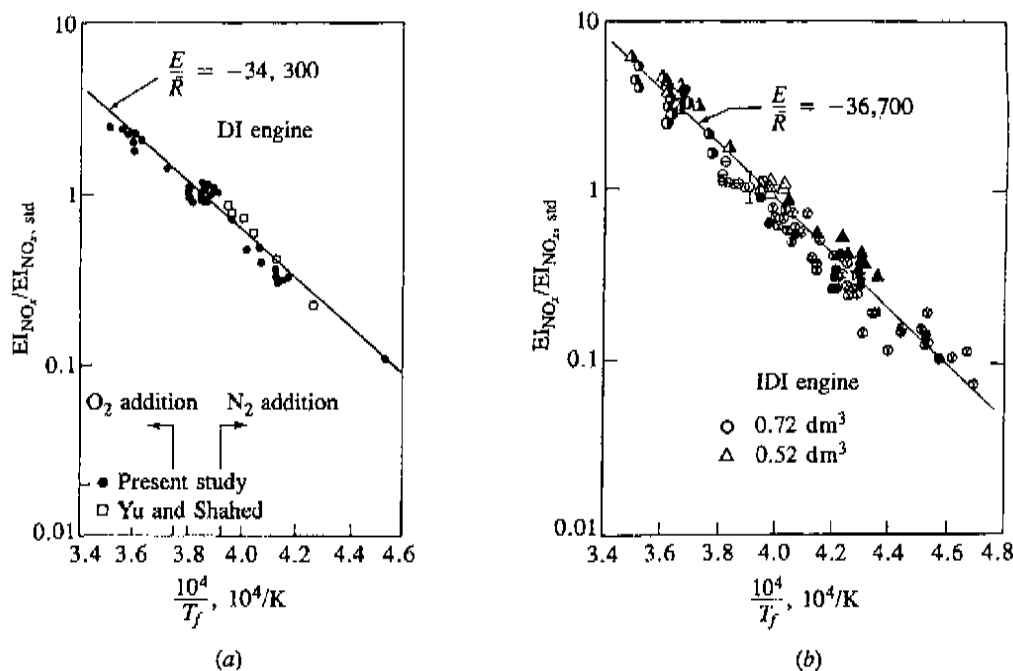 10
E/R̄ = −34, 300
DI engine
1
EI_NOx/EI_NOx, std
0.1
O₂ addition
N₂ addition
● Present study
□ Yu and Shahed
0.01
3.4 3.6 3.8 4.0 4.2 4.4 4.6
10⁴/T_f, 10⁴/K
(a)
10
E/R̄ = −36,700
1
EI_NOx/EI_NOx, std
0.1
IDI engine
○ 0.72 dm³
△ 0.52 dm³
0.01
3.4 3.6 3.8 4.0 4.2 4.4 4.6 4.8
10⁴/T_f, 10⁴/K
(b)